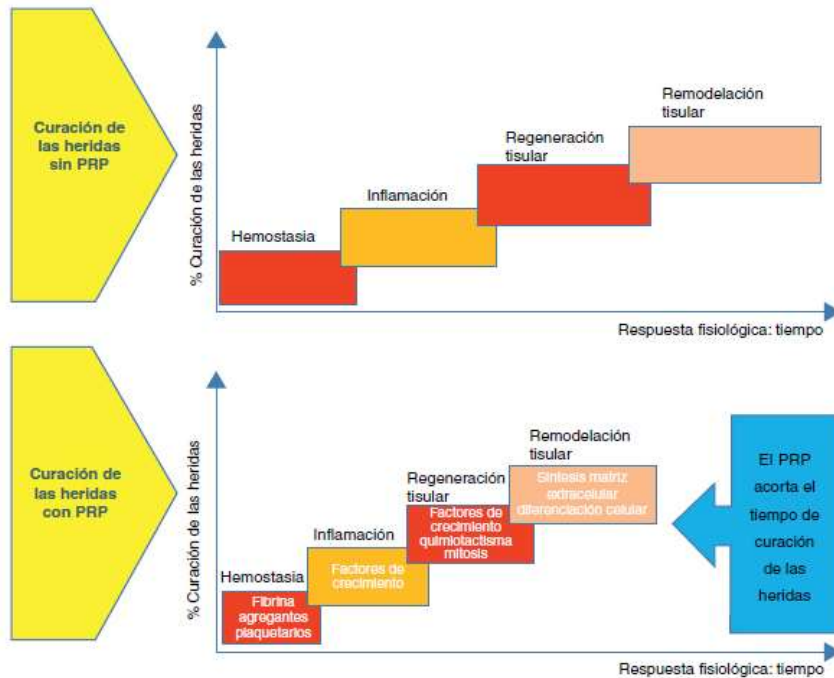 Curación de
las heridas
sin PRP
% Curación de las heridas
Hemostasia
Inflamación
Regeneración
tisular
Remodelación
tisular
Respuesta fisiológica: tiempo
Curación de
las heridas
con PRP
% Curación de las heridas
Hemostasia
Fibrina
agregantes
plaquetarios
Inflamación
Factores de
crecimiento
Regeneración
tisular
Factores de
crecimiento
quimiotactisma
mitosis
Remodelación
tisular
Síntesis matriz
extracelular
diferenciación celular
Respuesta fisiológica: tiempo
El PRP
acorta el
tiempo de
curación
de las
heridas